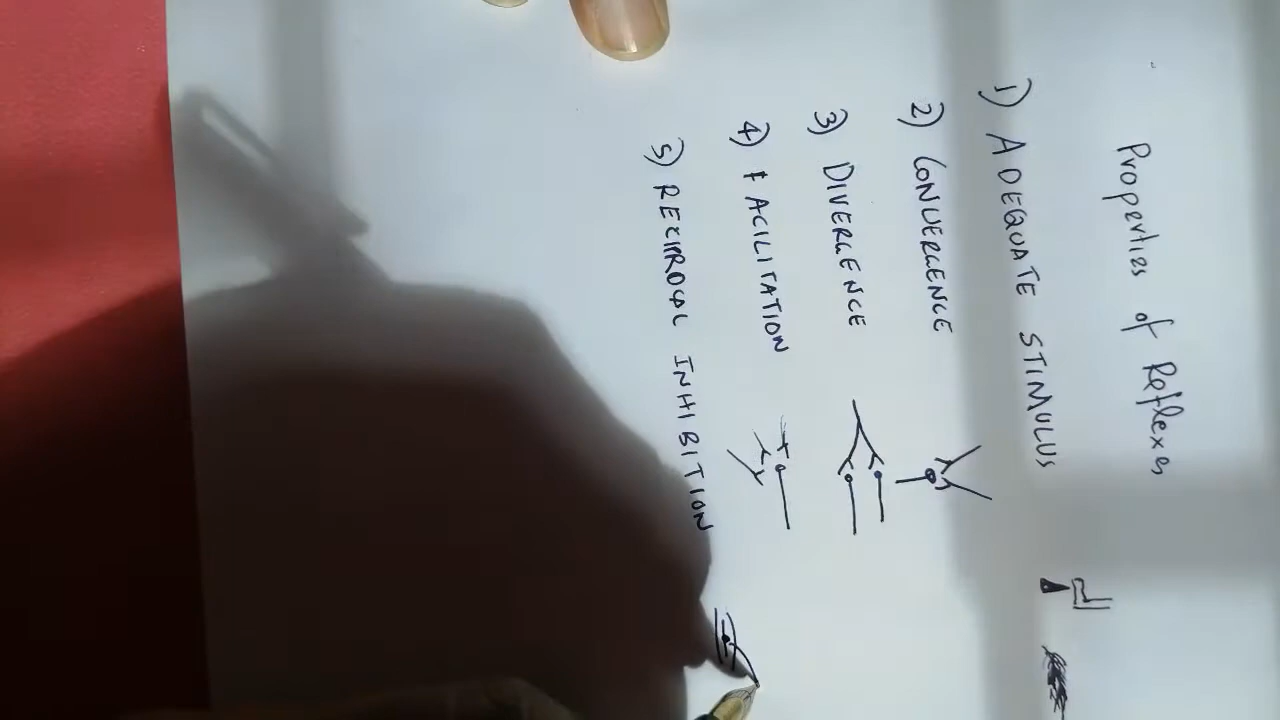 Properties of Reflexes
1) ADEQUATE STIMULUS
2) CONVERGENCE
3) DIVERGENCE
4) FACILITATION
5) RECIPROCAL INHIBITION